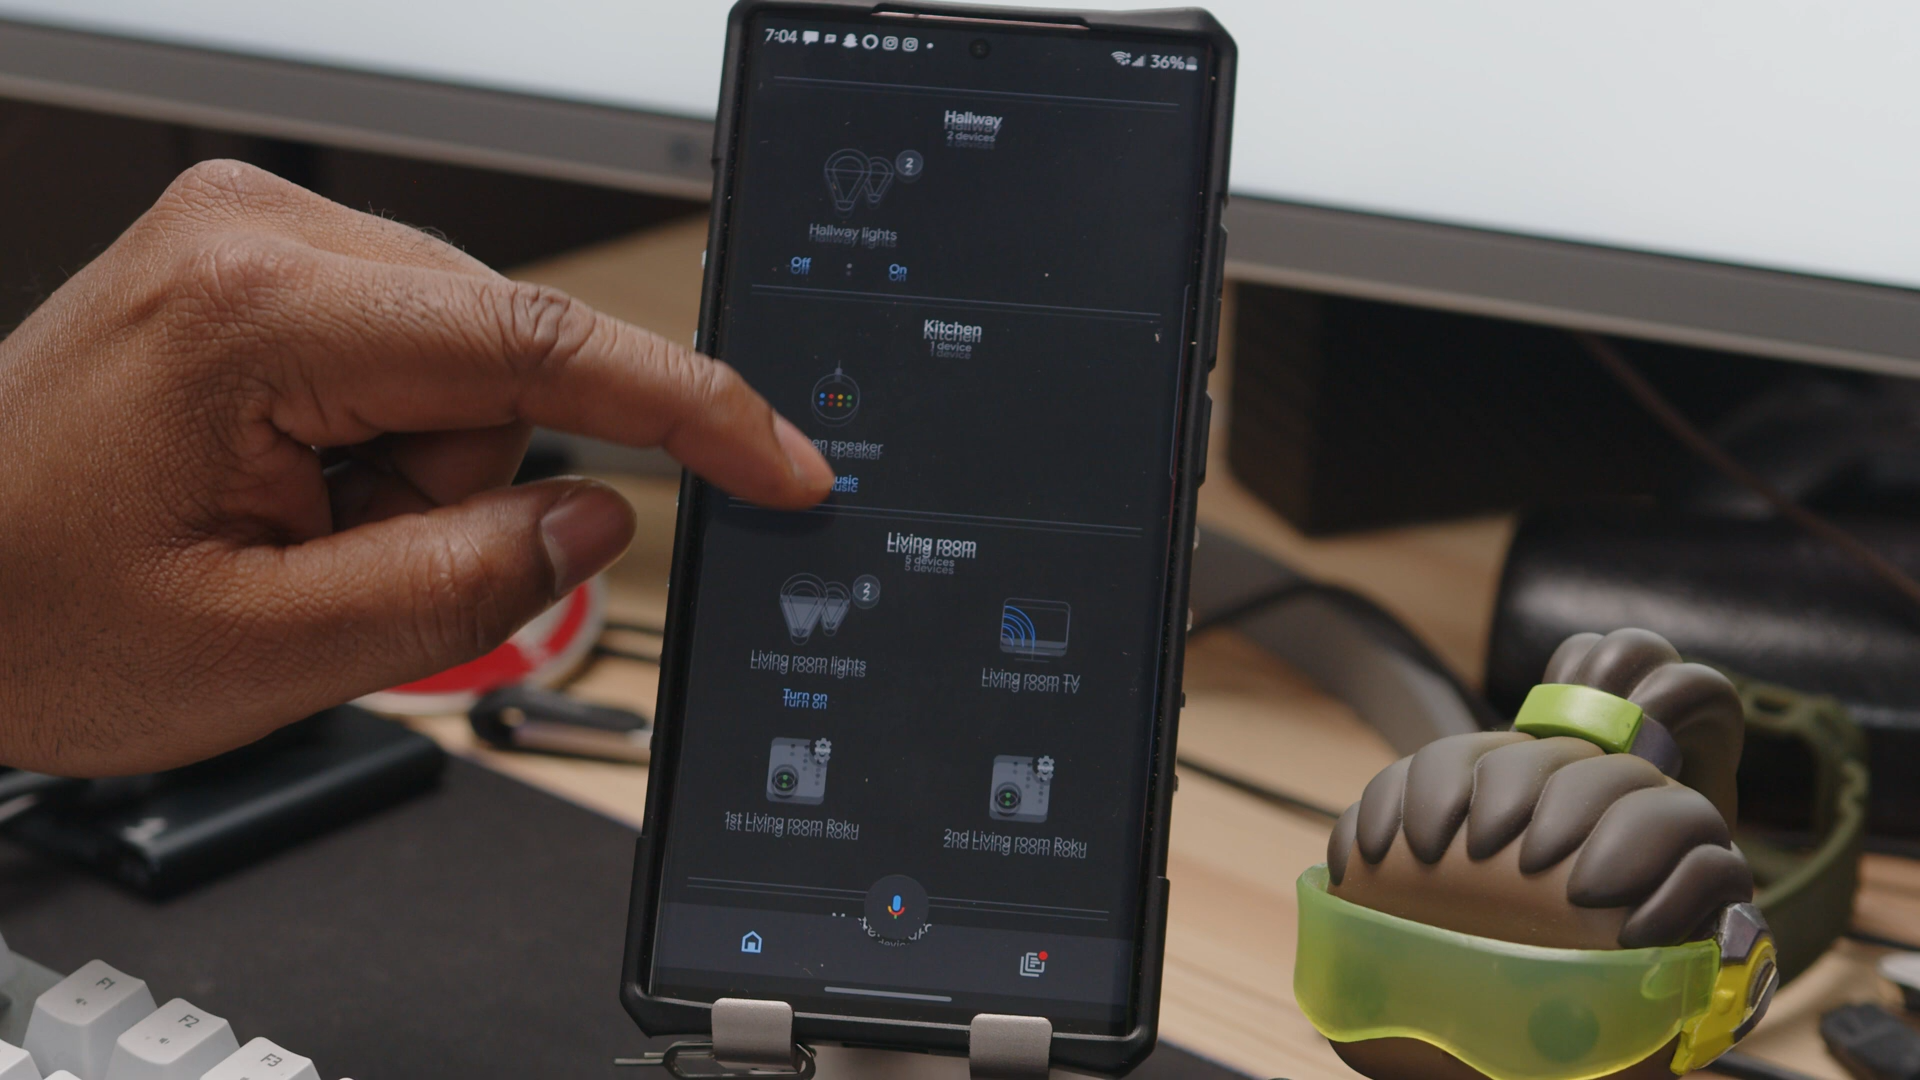 7:04
36%
Hallway
2 devices
2
Hallway lights
Off
On
Kitchen
1 device
en speaker
usic
Living room
5 devices
2
Living room lights
Living room TV
Turn on
1st Living room Roku
2nd Living room Roku
F1
F2
F3